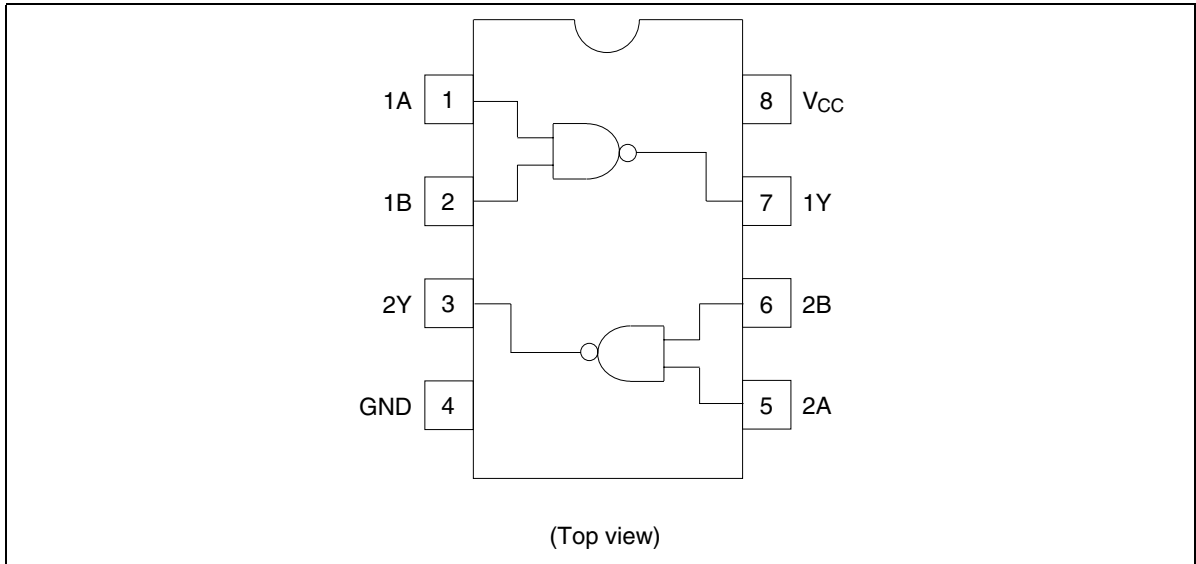 1A 1 8 VCC
1B 2 7 1Y
2Y 3 6 2B
GND 4 5 2A
(Top view)